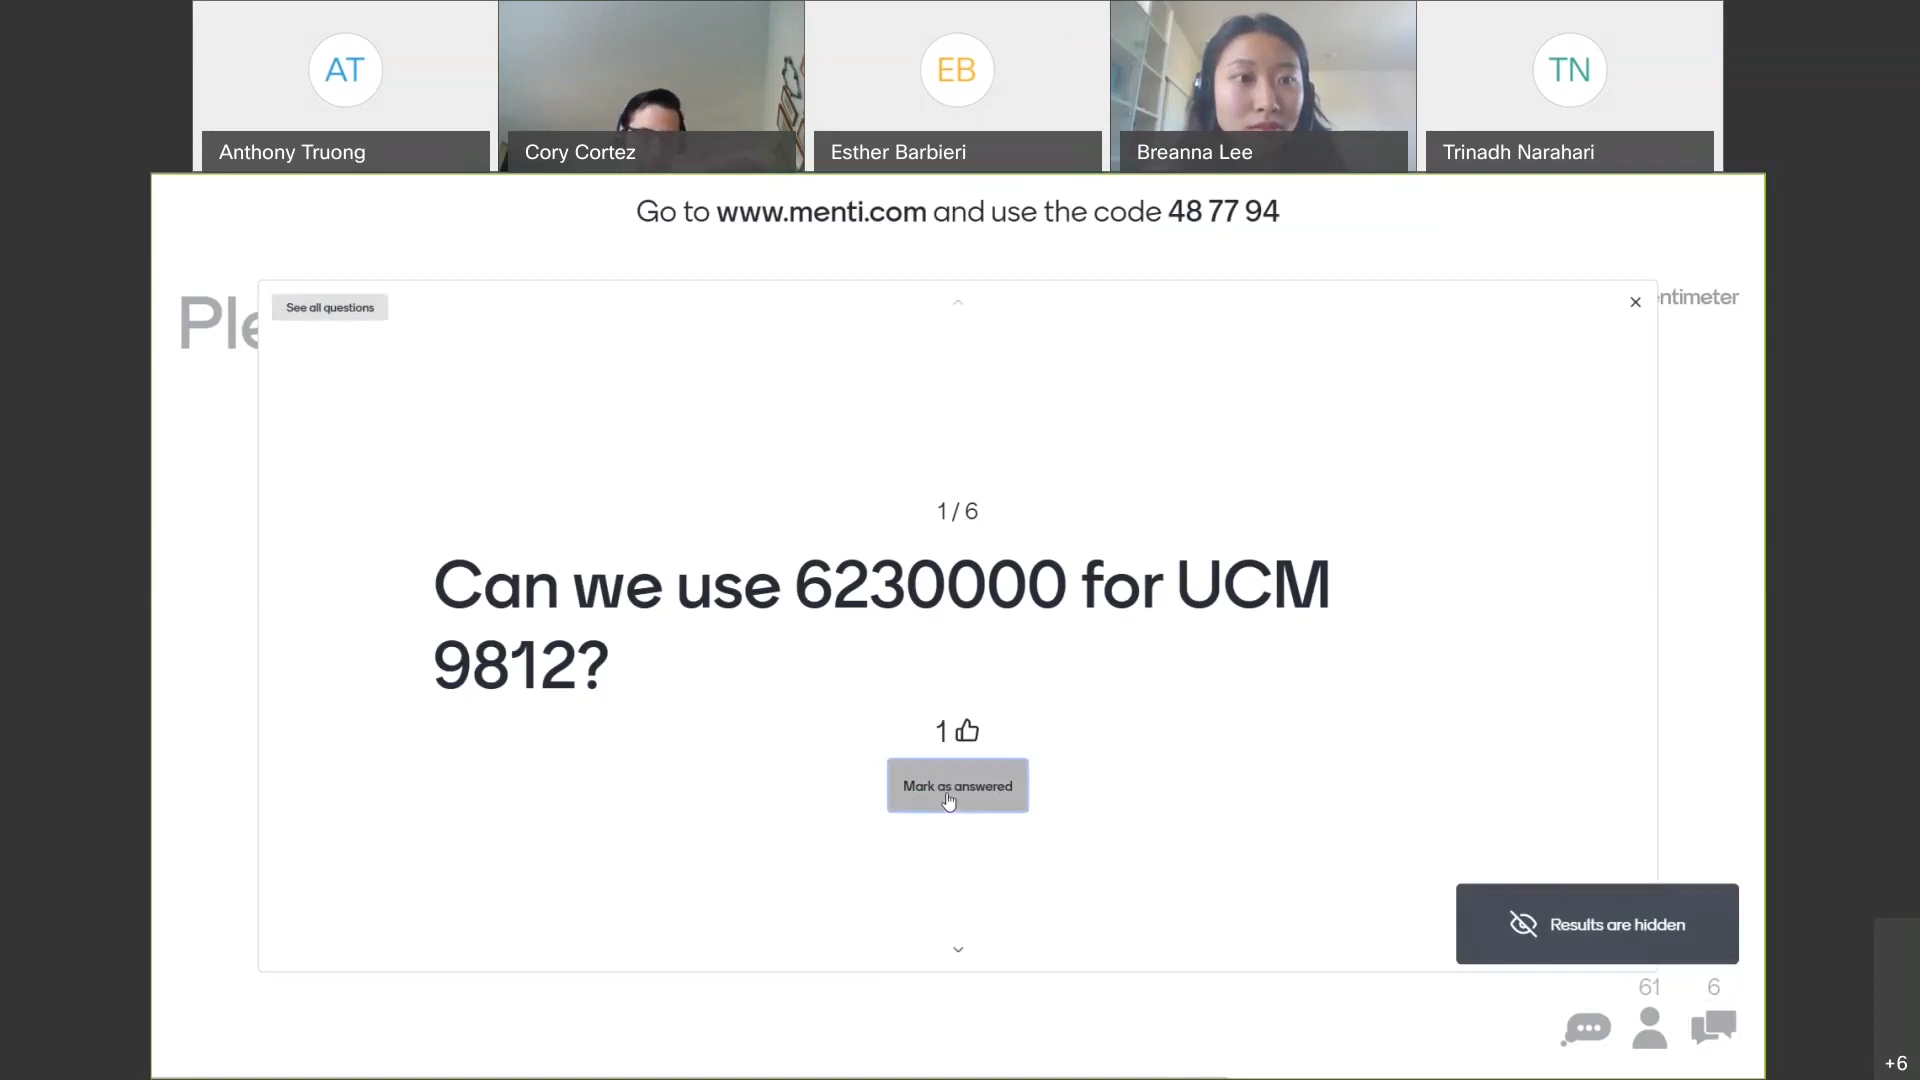 AT
EB
TN
Anthony Truong
Cory Cortez
Esther Barbieri
Breanna Lee
Trinadh Narahari
Go to www.menti.com and use the code 48 77 94
Ple
See all questions
ntimeter
1 / 6
Can we use 6230000 for UCM
9812?
1
Mark as answered
Results are hidden
61
6
+6